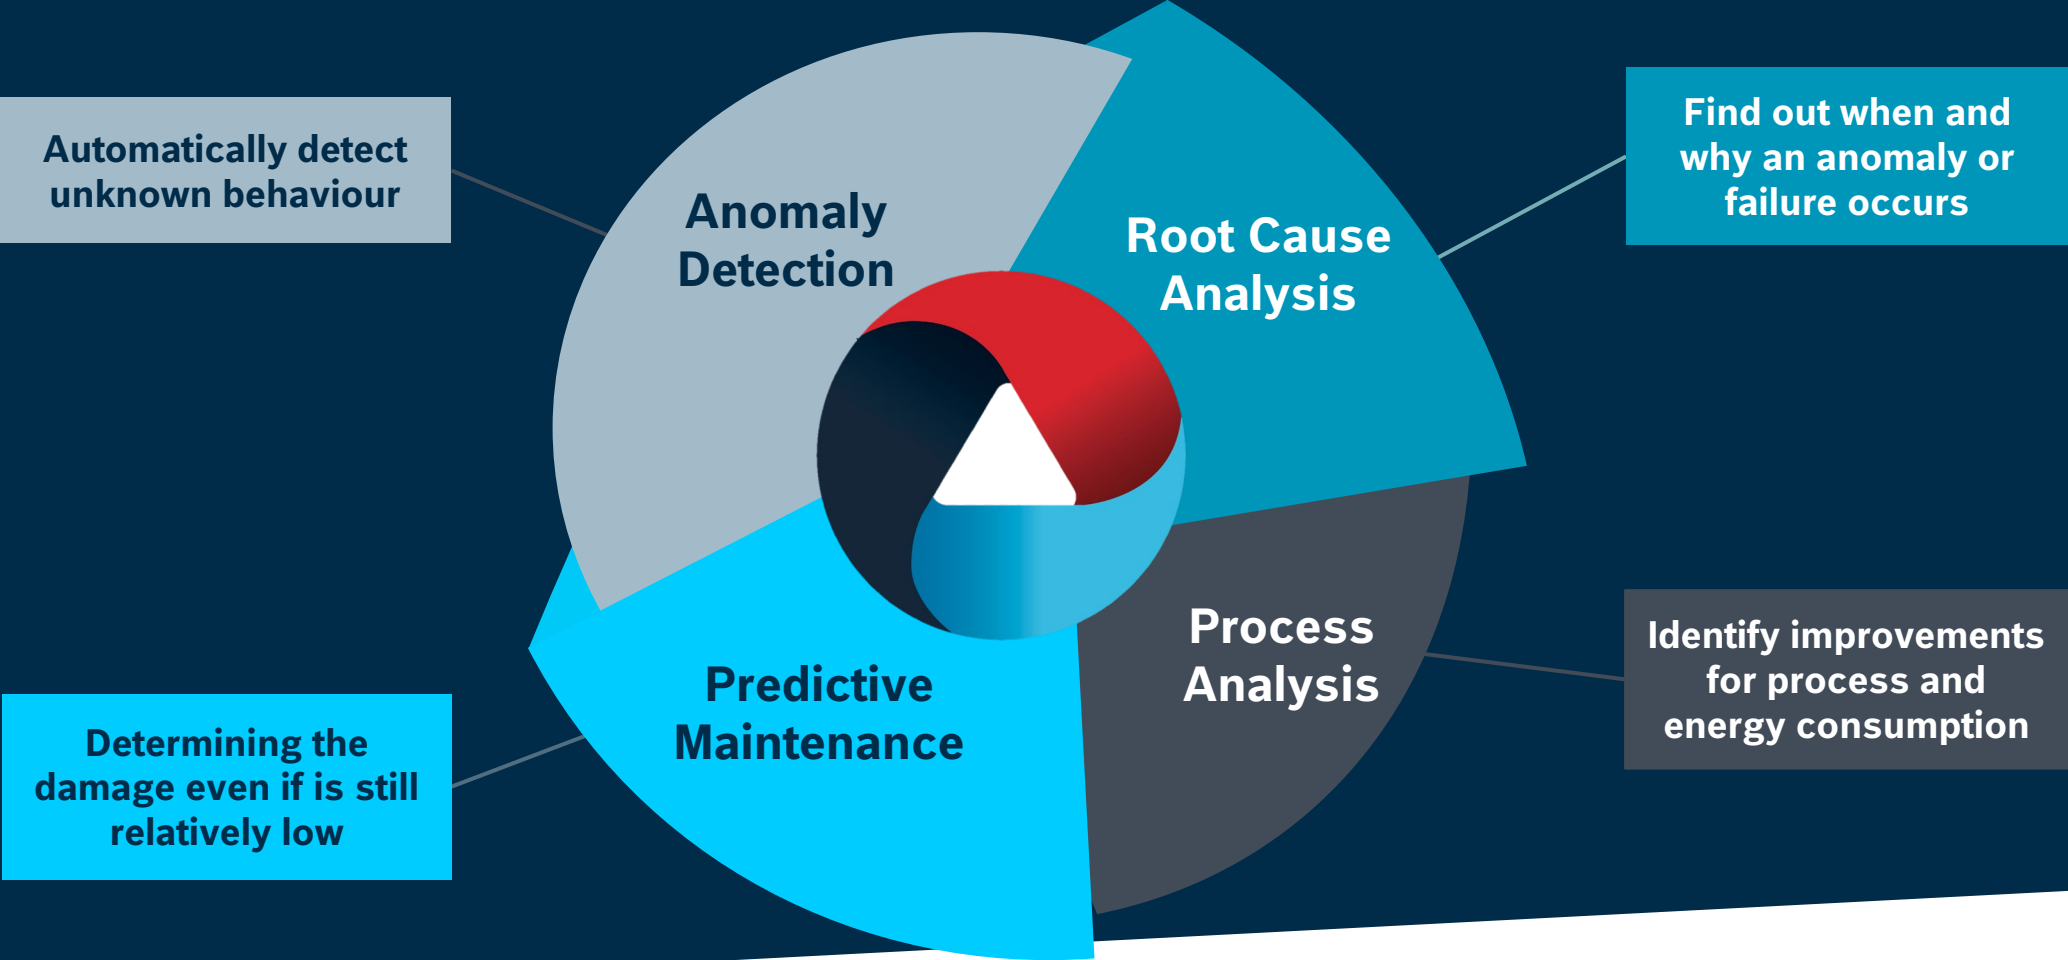 Automatically detect
unknown behaviour
Anomaly
Detection
Root Cause
Analysis
Find out when and
why an anomaly or
failure occurs
Determining the
damage even if is still
relatively low
Predictive
Maintenance
Process
Analysis
Identify improvements
for process and
energy consumption